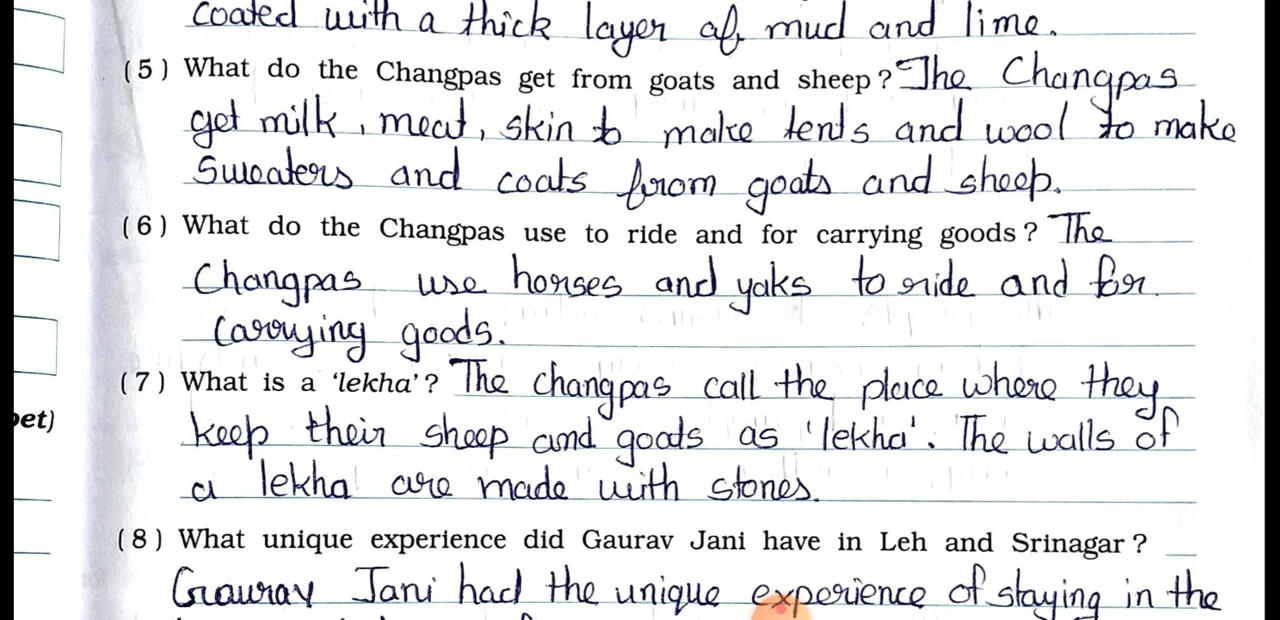 coated with a thick layer of mud and lime.
(5) What do the Changpas get from goats and sheep? The Changpas
get milk, meat, skin to make tents and wool to make
Sweaters and coats from goats and sheep.
(6) What do the Changpas use to ride and for carrying goods? The
Changpas use horses and yaks to ride and for
Carrying goods.
(7) What is a 'lekha'? The changpas call the place where they
pet)
keep their sheep and goats as 'lekha'. The walls of
a lekha are made with stones.
(8) What unique experience did Gaurav Jani have in Leh and Srinagar?
Gaurav Jani had the unique experience of staying in the